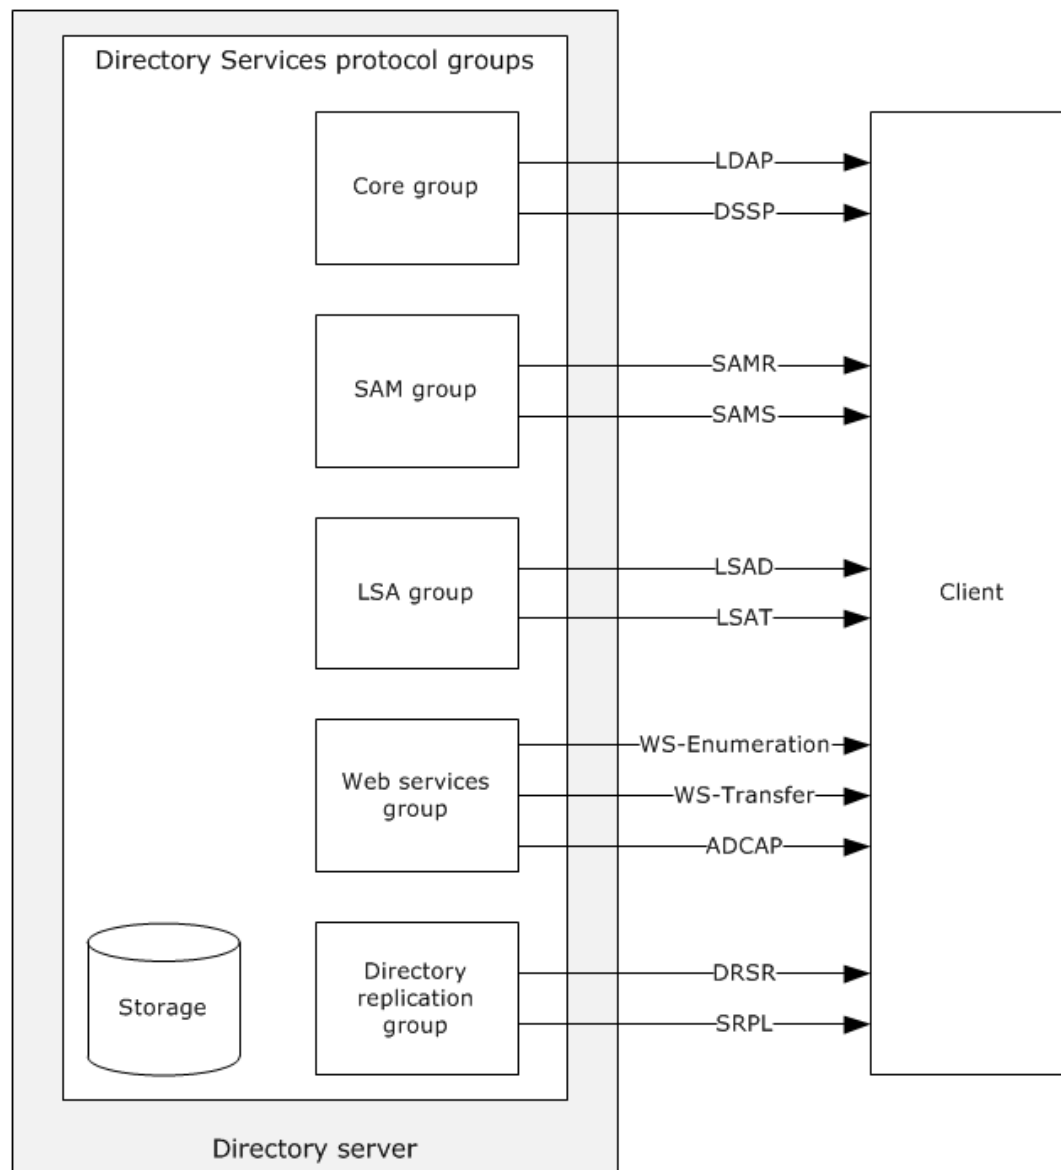 Directory Services protocol groups
Core group
LDAP
DSSP
SAM group
SAMR
SAMS
LSA group
LSAD
LSAT
Client
Web services
group
WS-Enumeration
WS-Transfer
ADCAP
Storage
Directory
replication
group
DRSR
SRPL
Directory server